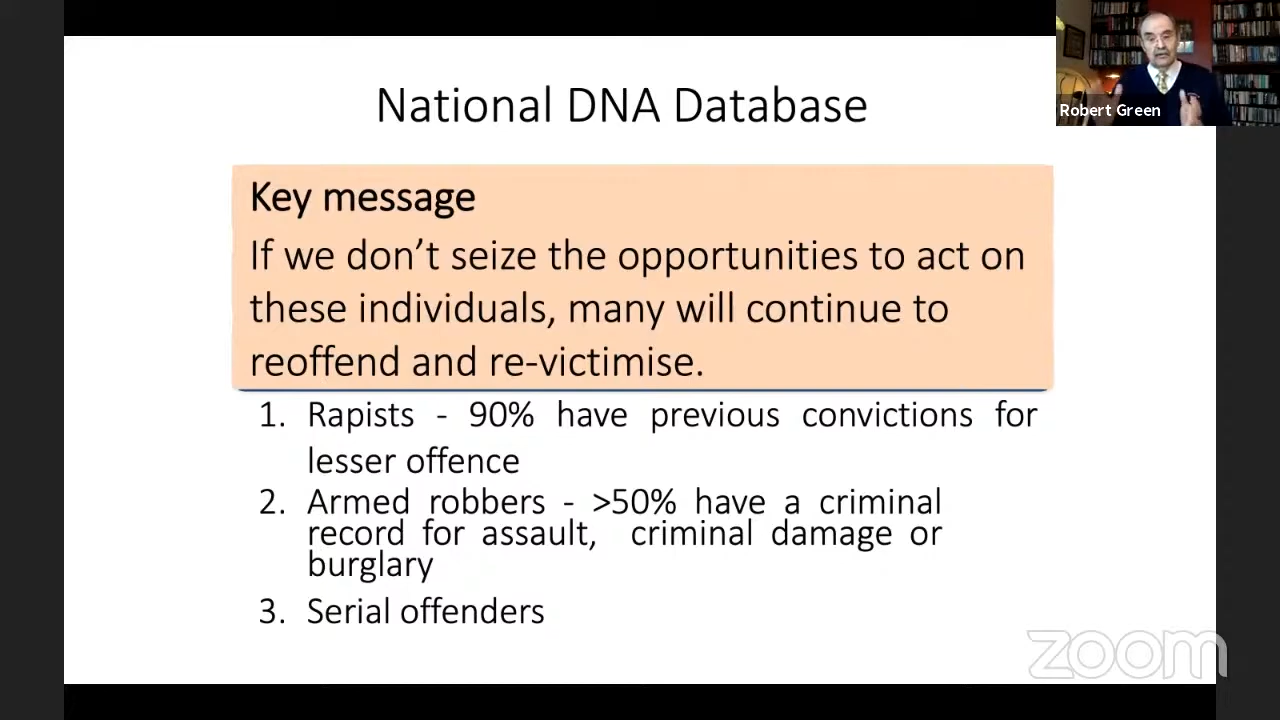 National DNA Database
Robert Green
Key message
If we don't seize the opportunities to act on
these individuals, many will continue to
reoffend and re-victimise.
1. Rapists - 90% have previous convictions for
lesser offence
2. Armed robbers - >50% have a criminal
record for assault, criminal damage or
burglary
3. Serial offenders
zoom